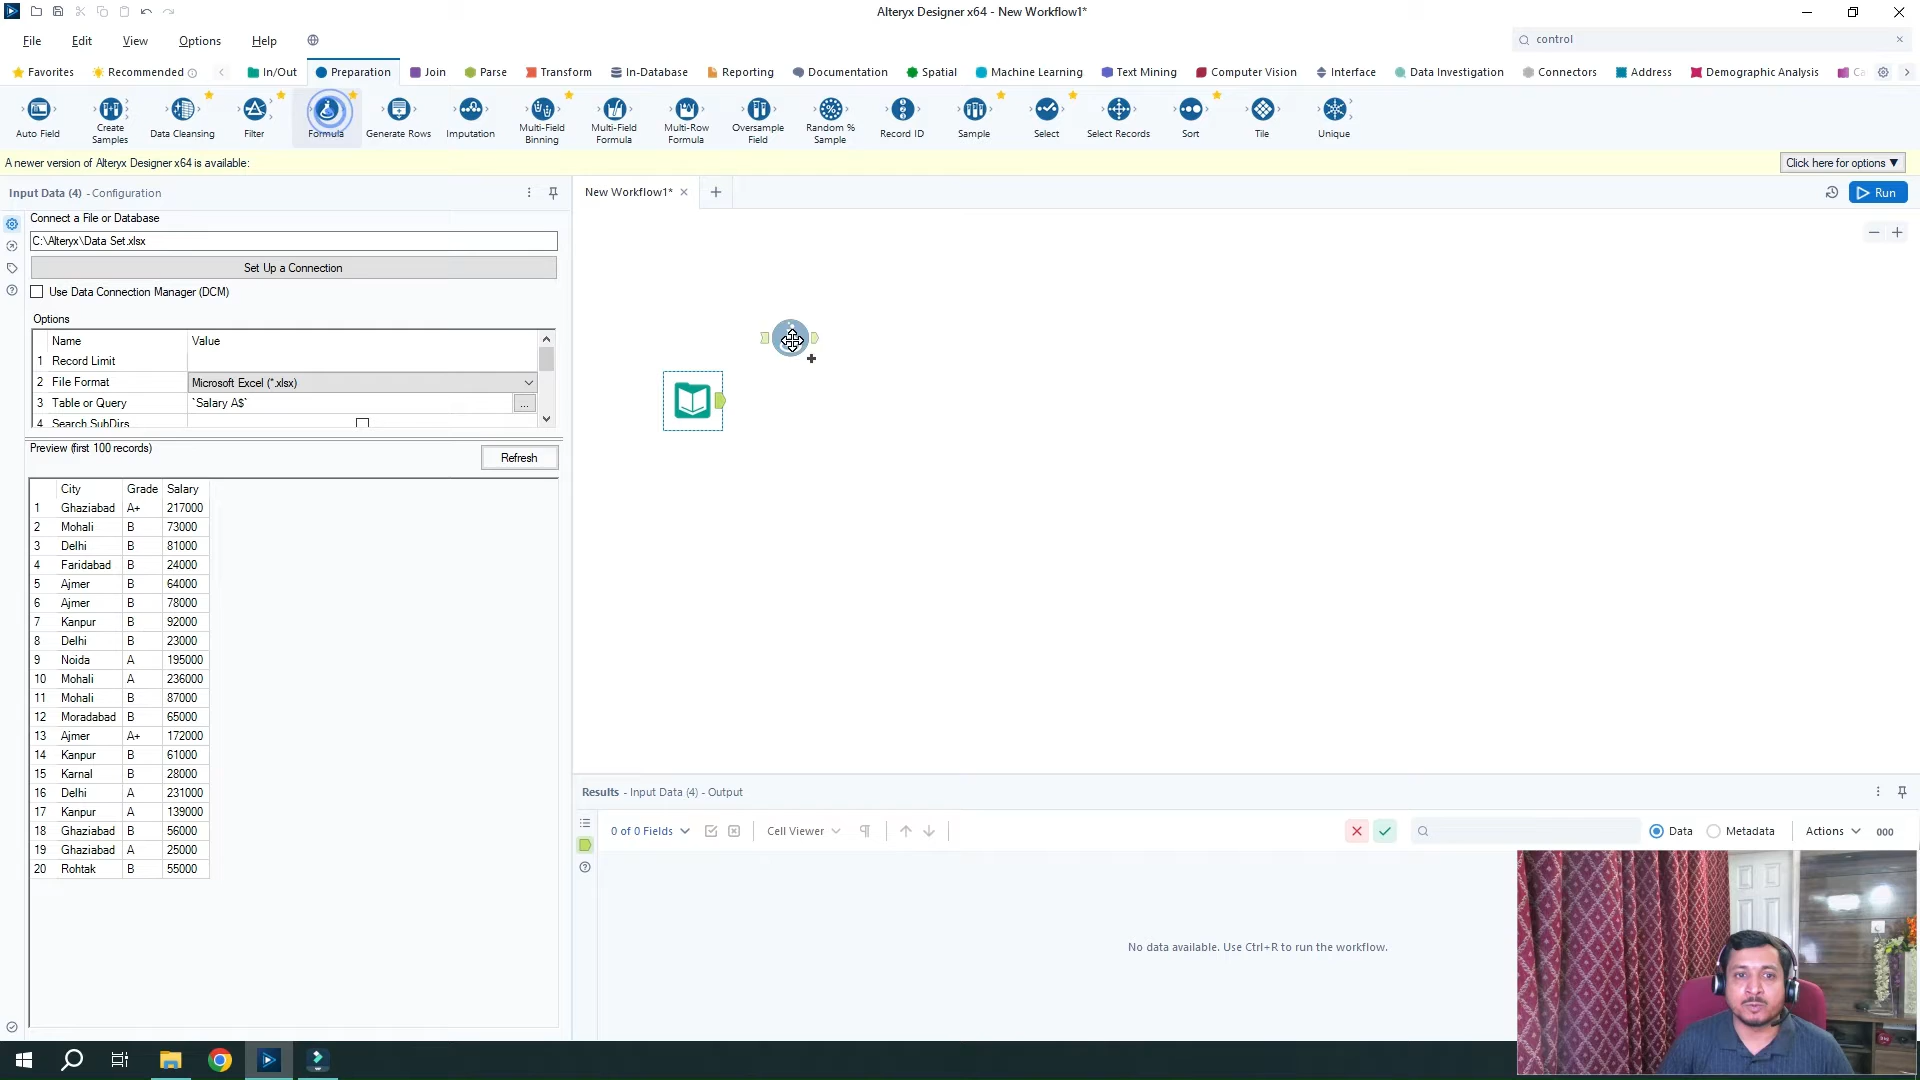 Alteryx Designer x64 - New Workflow1*
File Edit View Options Help
control
Favorites Recommended In/Out Preparation Join Parse Transform In-Database Reporting Documentation Spatial Machine Learning Text Mining Computer Vision Interface Data Investigation Connectors Address Demographic Analysis Ca
Auto Field
Create Samples
Data Cleansing
Filter
Formula
Generate Rows
Imputation
Multi-Field Binning
Multi-Field Formula
Multi-Row Formula
Oversample Field
Random % Sample
Record ID
Sample
Select
Select Records
Sort
Tile
Unique
A newer version of Alteryx Designer x64 is available:
Click here for options ▼
Input Data (4) - Configuration
New Workflow1*
Run
Connect a File or Database
C:\Alteryx\Data Set.xlsx
Set Up a Connection
Use Data Connection Manager (DCM)
Options
Name Value
1 Record Limit
2 File Format Microsoft Excel (*.xlsx)
3 Table or Query `Salary A$` ...
4 Search SubDirs
Preview (first 100 records)
Refresh
City Grade Salary
1 Ghaziabad A+ 217000
2 Mohali B 73000
3 Delhi B 81000
4 Faridabad B 24000
5 Ajmer B 64000
6 Ajmer B 78000
7 Kanpur B 92000
8 Delhi B 23000
9 Noida A 195000
10 Mohali A 236000
11 Mohali B 87000
12 Moradabad B 65000
13 Ajmer A+ 172000
14 Kanpur B 61000
15 Karnal B 28000
16 Delhi A 231000
17 Kanpur A 139000
18 Ghaziabad B 56000
19 Ghaziabad A 25000
20 Rohtak B 55000
Results - Input Data (4) - Output
0 of 0 Fields Cell Viewer Data Metadata Actions 000
No data available. Use Ctrl+R to run the workflow.